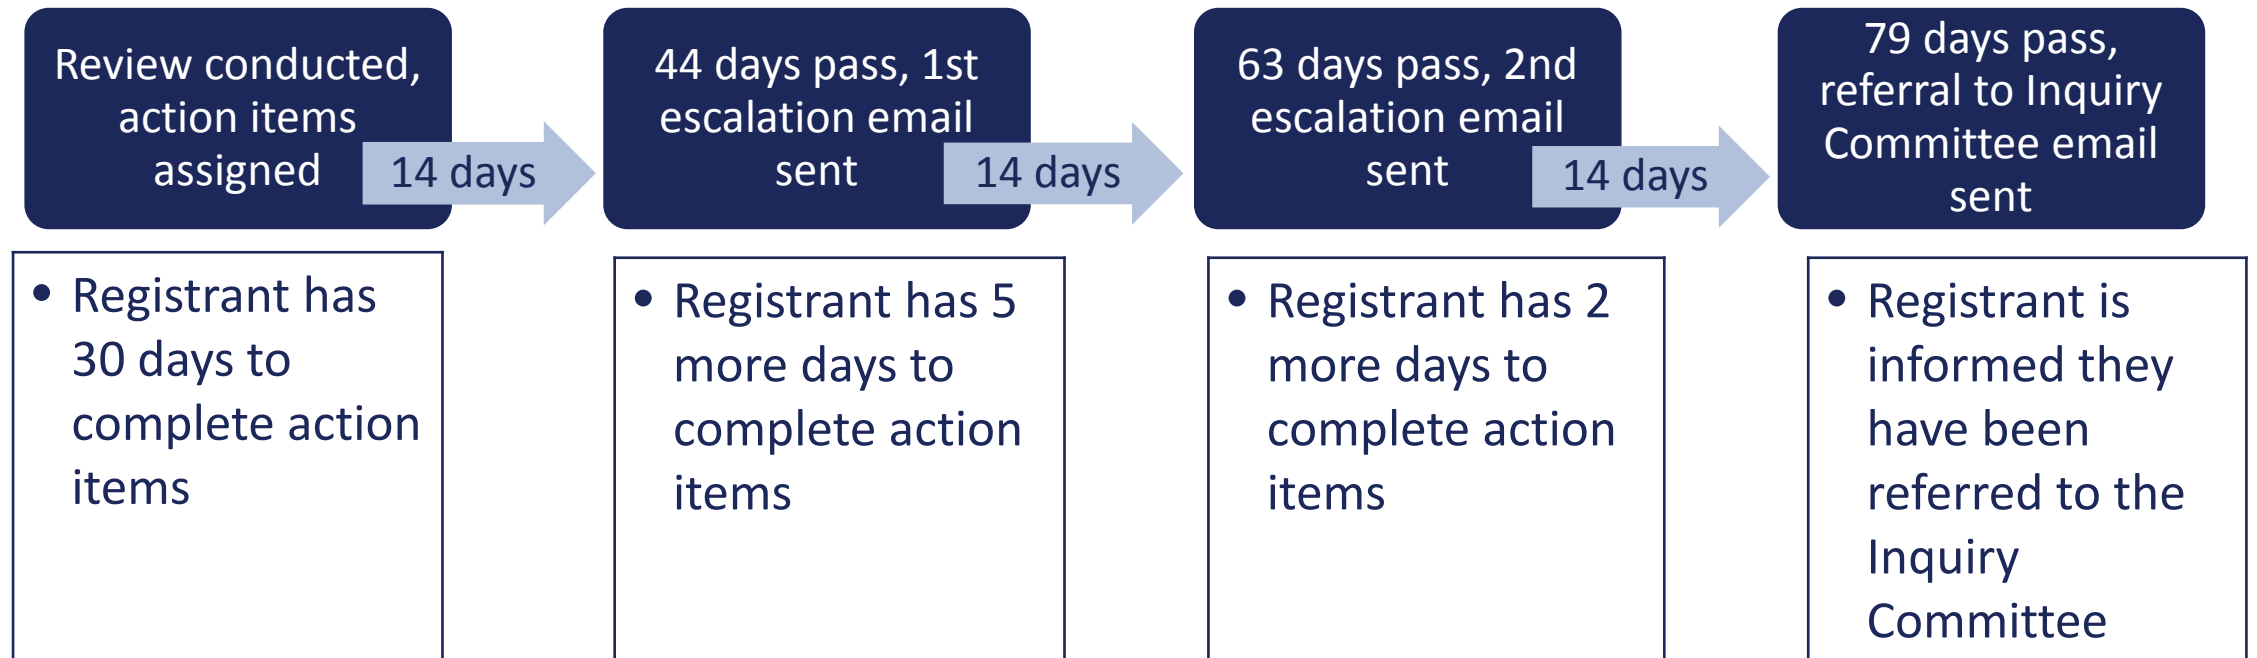 Review conducted,
action items
assigned
14 days
44 days pass, 1st
escalation email
sent
14 days
63 days pass, 2nd
escalation email
sent
14 days
79 days pass,
referral to Inquiry
Committee email
sent
• Registrant has
30 days to
complete action
items
• Registrant has 5
more days to
complete action
items
• Registrant has 2
more days to
complete action
items
• Registrant is
informed they
have been
referred to the
Inquiry
Committee